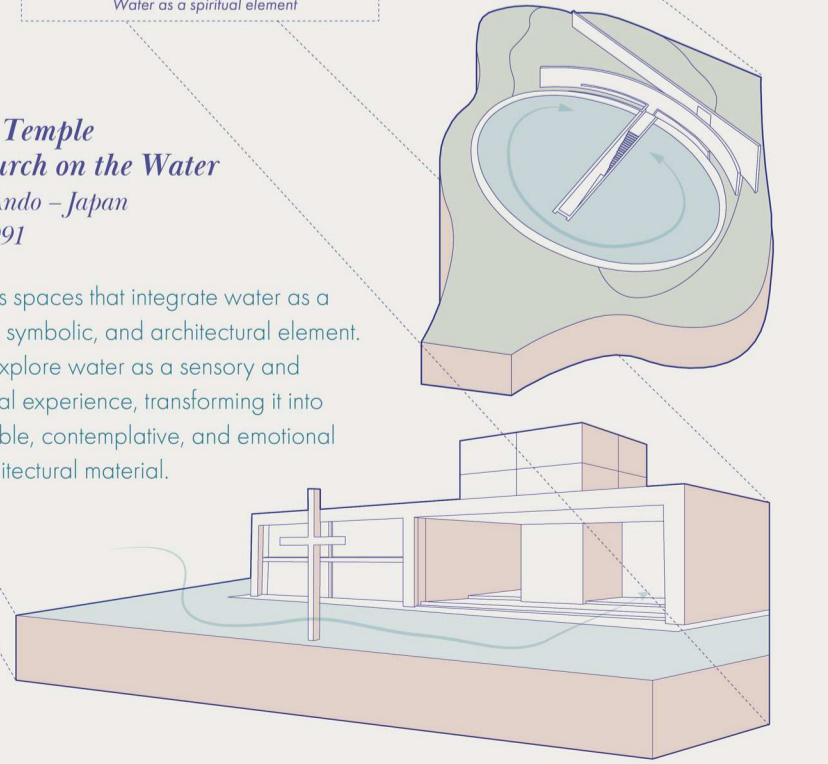 Water as a spiritual element
Temple
urch on the Water
Ando – Japan
91
s spaces that integrate water as a
symbolic, and architectural element.
xplore water as a sensory and
al experience, transforming it into
ble, contemplative, and emotional
itectural material.